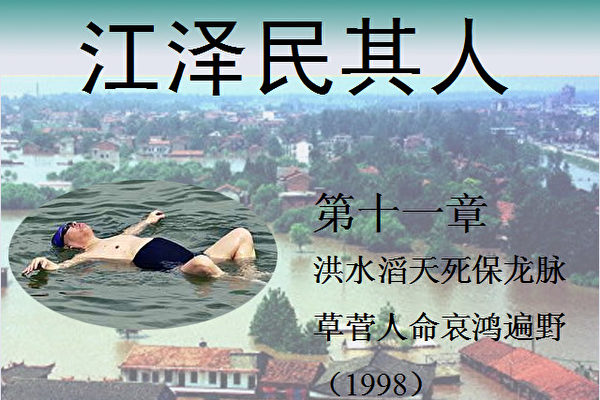 江泽民其人
第十一章
洪水滔天死保龙脉
草菅人命哀鸿遍野
（1998）